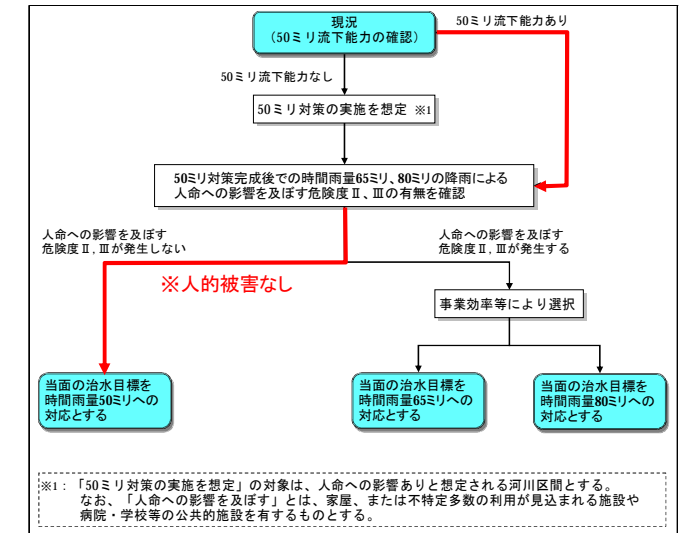 現況
(50ミリ流下能力の確認)
50ミリ流下能力あり
50ミリ流下能力なし
50ミリ対策の実施を想定 ※1
50ミリ対策完成後での時間雨量65ミリ、80ミリの降雨による
人命への影響を及ぼす危険度Ⅱ、Ⅲの有無を確認
人命への影響を及ぼす
危険度Ⅱ,Ⅲが発生しない
人命への影響を及ぼす
危険度Ⅱ,Ⅲが発生する
※人的被害なし
事業効率等により選択
当面の治水目標を
時間雨量50ミリへの
対応とする
当面の治水目標を
時間雨量65ミリへの
対応とする
当面の治水目標を
時間雨量80ミリへの
対応とする
※1:「50ミリ対策の実施を想定」の対象は、人命への影響ありと想定される河川区間とする。
なお、「人命への影響を及ぼす」とは、家屋、または不特定多数の利用が見込まれる施設や
病院・学校等の公共的施設を有するものとする。